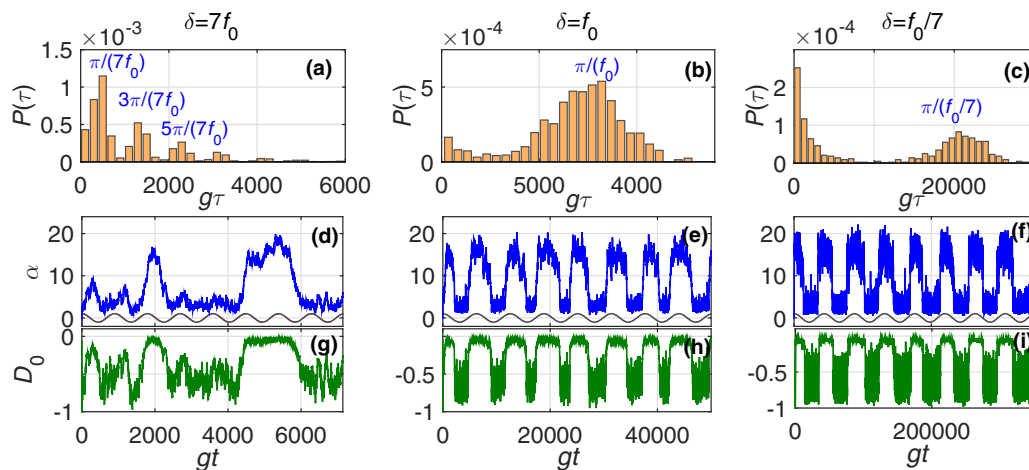 δ=7f₀ δ=f₀ δ=f₀/7
×10⁻³ ×10⁻⁴ ×10⁻⁴
1.5 1 0.5 0 P(τ) π/(7f₀) 3π/(7f₀) 5π/(7f₀) (a)
5 0 P(τ) π/(f₀) (b)
2 1 0 P(τ) π/(f₀/7) (c)
0 2000 4000 6000 0 5000 4000 0 20000
gτ gτ gτ
20 10 0 α (d) 20 10 0 (e) 20 10 0 (f)
0 -1 D₀ (g) -0.5 -1 (h) -0.5 -1 (i)
0 2000 4000 6000 0 20000 40000 0 200000
gt gt gt